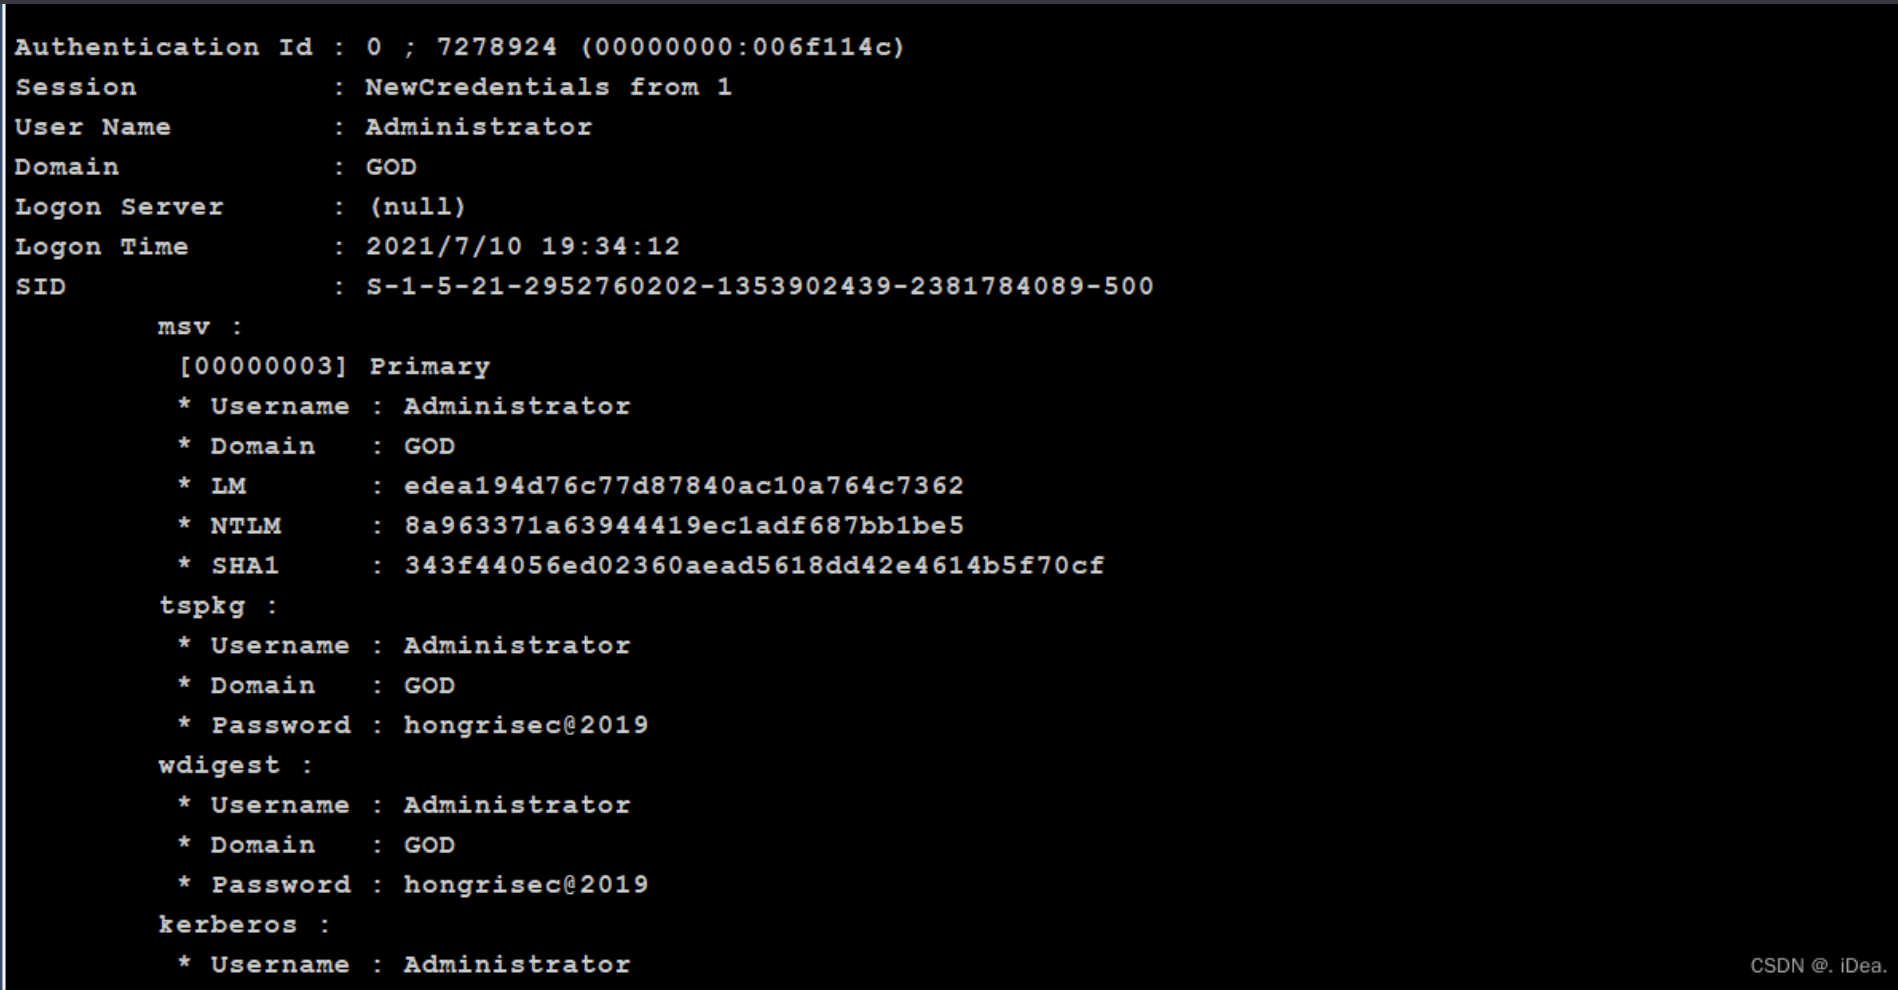 Authentication Id : 0 ; 7278924 (00000000:006f114c)
Session           : NewCredentials from 1
User Name         : Administrator
Domain            : GOD
Logon Server      : (null)
Logon Time        : 2021/7/10 19:34:12
SID               : S-1-5-21-2952760202-1353902439-2381784089-500
        msv :
         [00000003] Primary
         * Username : Administrator
         * Domain   : GOD
         * LM       : edea194d76c77d87840ac10a764c7362
         * NTLM     : 8a963371a63944419ec1adf687bb1be5
         * SHA1     : 343f44056ed02360aead5618dd42e4614b5f70cf
        tspkg :
         * Username : Administrator
         * Domain   : GOD
         * Password : hongrisec@2019
        wdigest :
         * Username : Administrator
         * Domain   : GOD
         * Password : hongrisec@2019
        kerberos :
         * Username : Administrator
CSDN @. iDea.